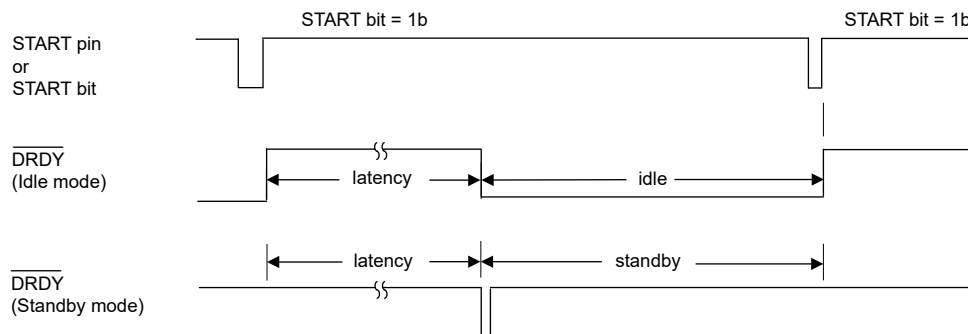 START bit = 1b
START bit = 1b
START pin
or
START bit
DRDY
(Idle mode)
latency
idle
latency
standby
DRDY
(Standby mode)